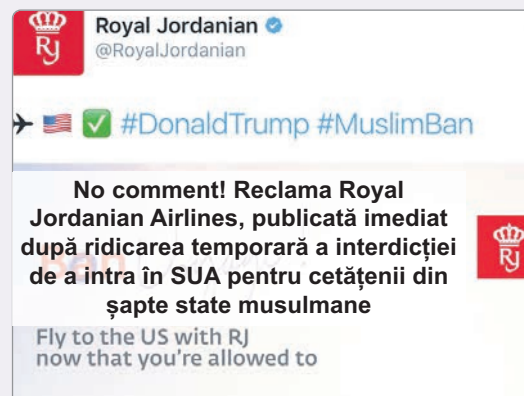 RJ
Royal Jordanian
@RoyalJordanian
#DonaldTrump #MuslimBan
No comment! Reclama Royal
Jordanian Airlines, publicată imediat
după ridicarea temporară a interdicției
de a intra în SUA pentru cetățenii din
șapte state musulmane
RJ
Fly to the US with RJ
now that you're allowed to